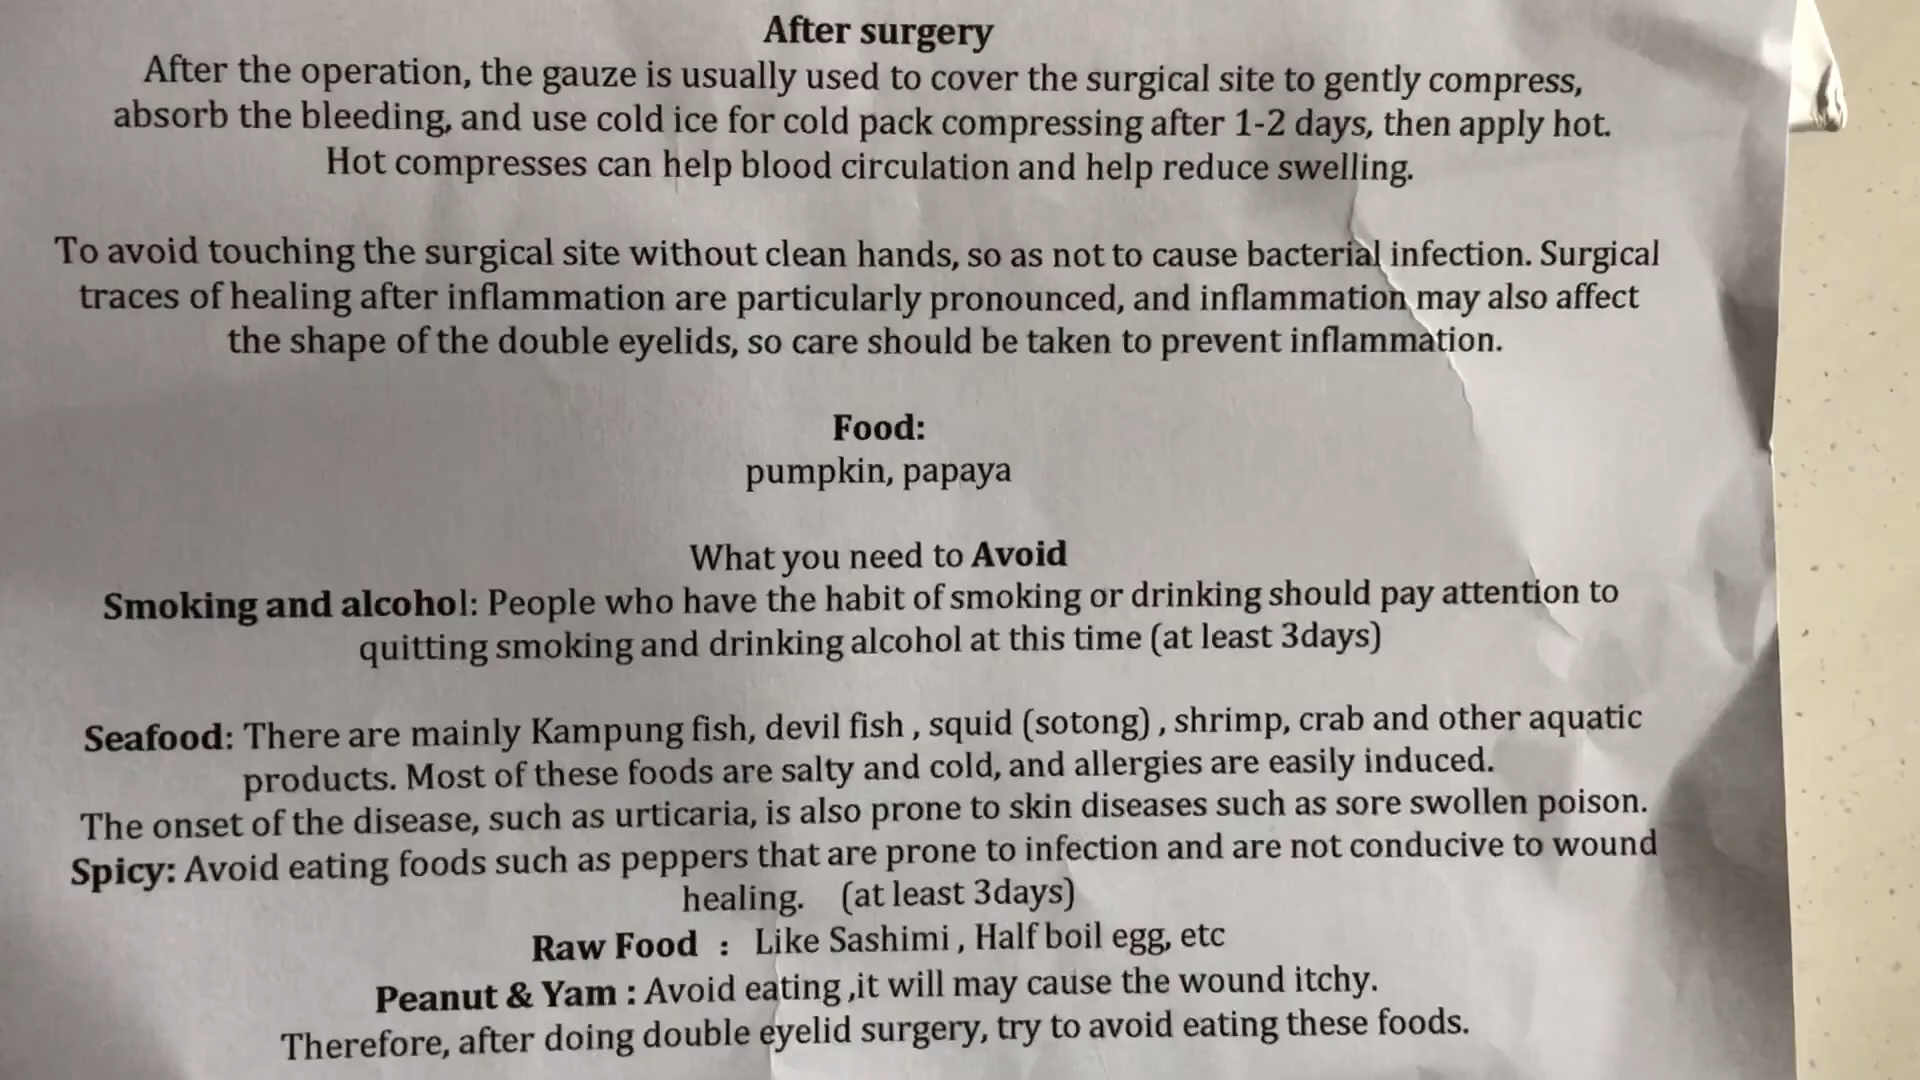 After surgery
After the operation, the gauze is usually used to cover the surgical site to gently compress,
absorb the bleeding, and use cold ice for cold pack compressing after 1-2 days, then apply hot.
Hot compresses can help blood circulation and help reduce swelling.
To avoid touching the surgical site without clean hands, so as not to cause bacterial infection. Surgical
traces of healing after inflammation are particularly pronounced, and inflammation may also affect
the shape of the double eyelids, so care should be taken to prevent inflammation.
Food:
pumpkin, papaya
What you need to Avoid
Smoking and alcohol: People who have the habit of smoking or drinking should pay attention to
quitting smoking and drinking alcohol at this time (at least 3days)
Seafood: There are mainly Kampung fish, devil fish , squid (sotong) , shrimp, crab and other aquatic
products. Most of these foods are salty and cold, and allergies are easily induced.
The onset of the disease, such as urticaria, is also prone to skin diseases such as sore swollen poison.
Spicy: Avoid eating foods such as peppers that are prone to infection and are not conducive to wound
healing. (at least 3days)
Raw Food : Like Sashimi , Half boil egg, etc
Peanut & Yam : Avoid eating ,it will may cause the wound itchy.
Therefore, after doing double eyelid surgery, try to avoid eating these foods.